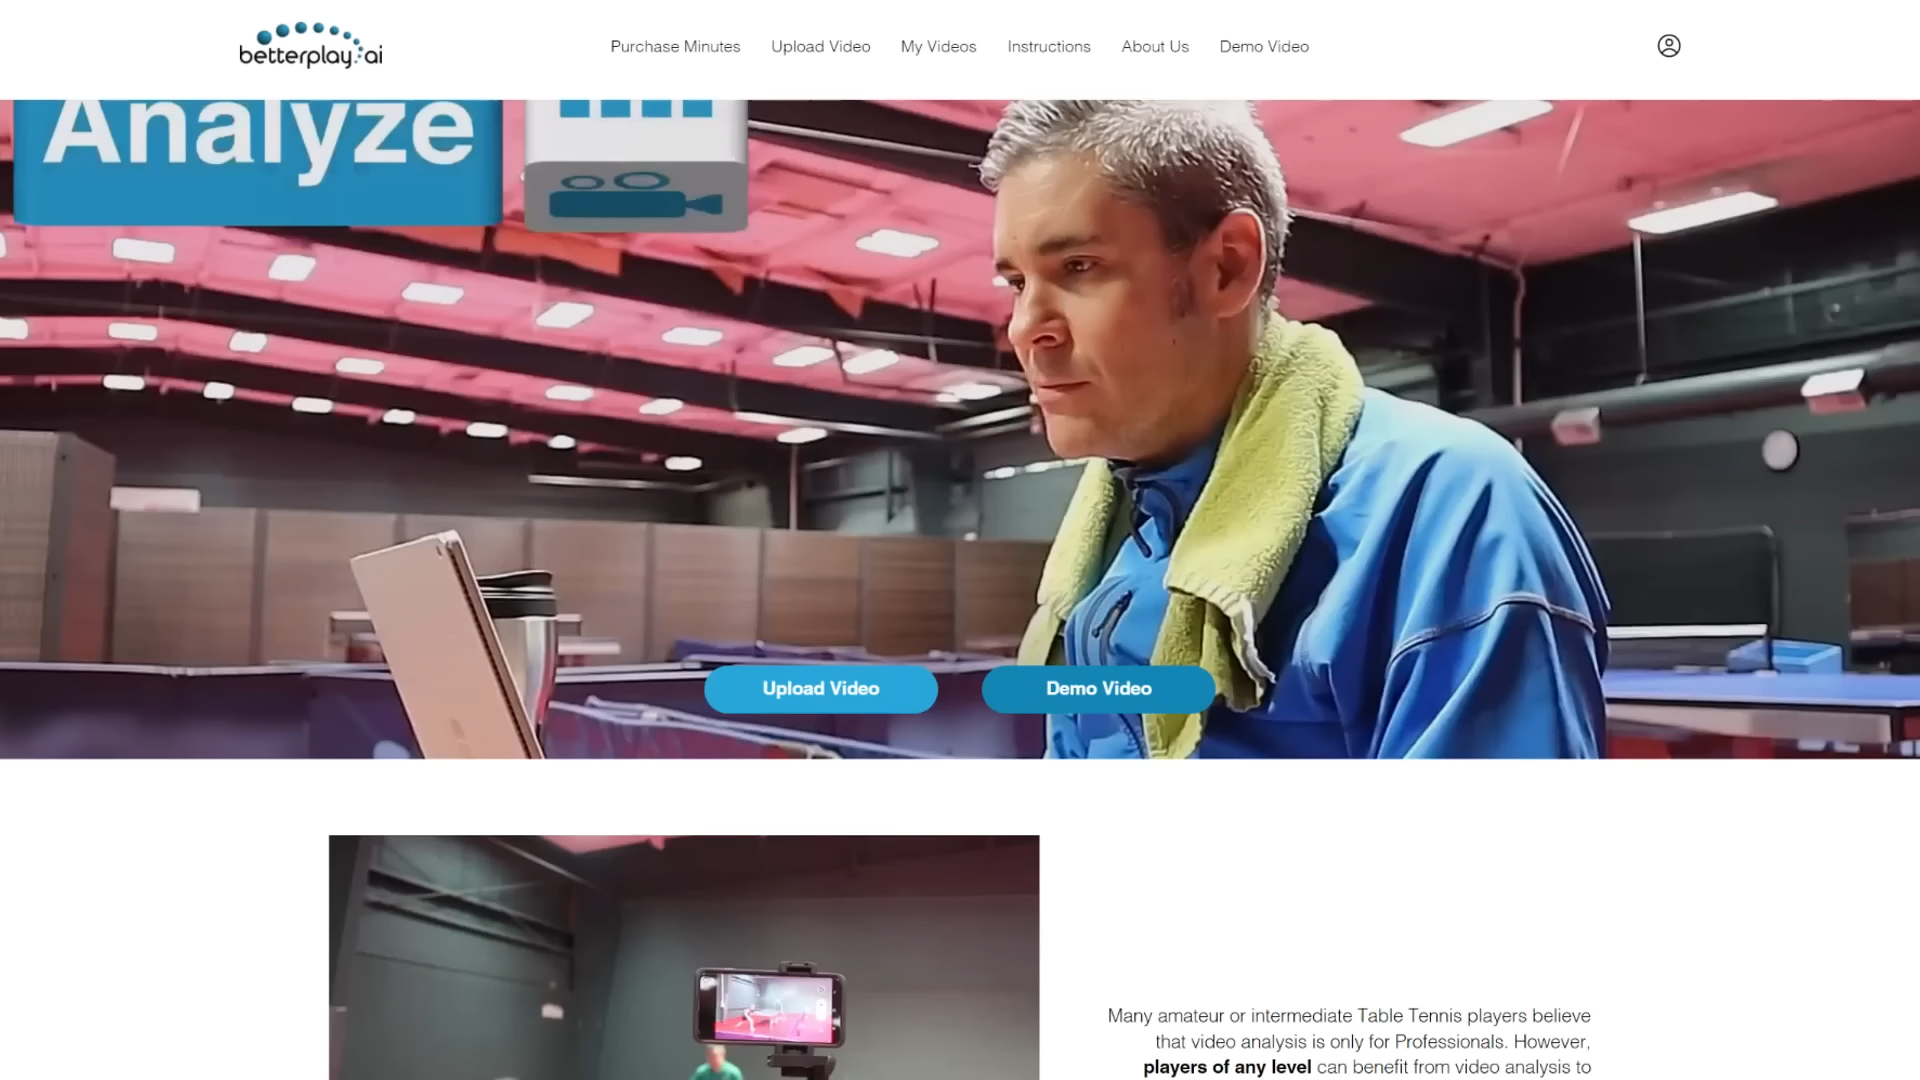 betterplay.ai
Purchase Minutes
Upload Video
My Videos
Instructions
About Us
Demo Video
Analyze
Upload Video
Demo Video
Many amateur or intermediate Table Tennis players believe
that video analysis is only for Professionals. However,
players of any level can benefit from video analysis to